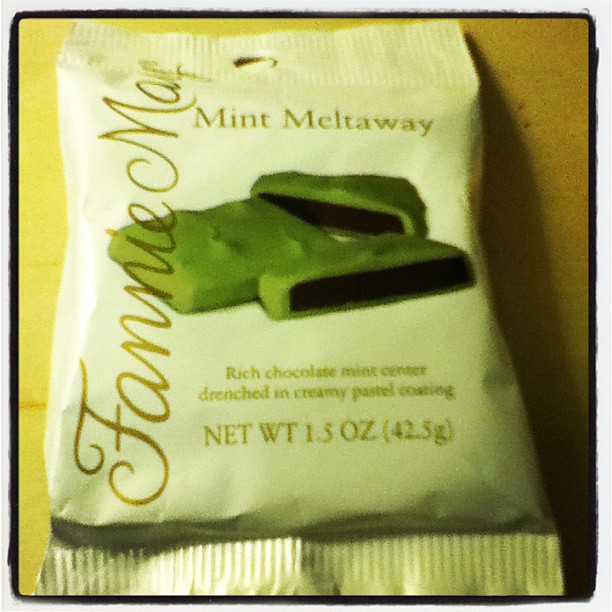 Fannie May
Mint Meltaway
Rich chocolate mint center
drenched in creamy pastel coating
NET WT 1.5 OZ (42.5g)